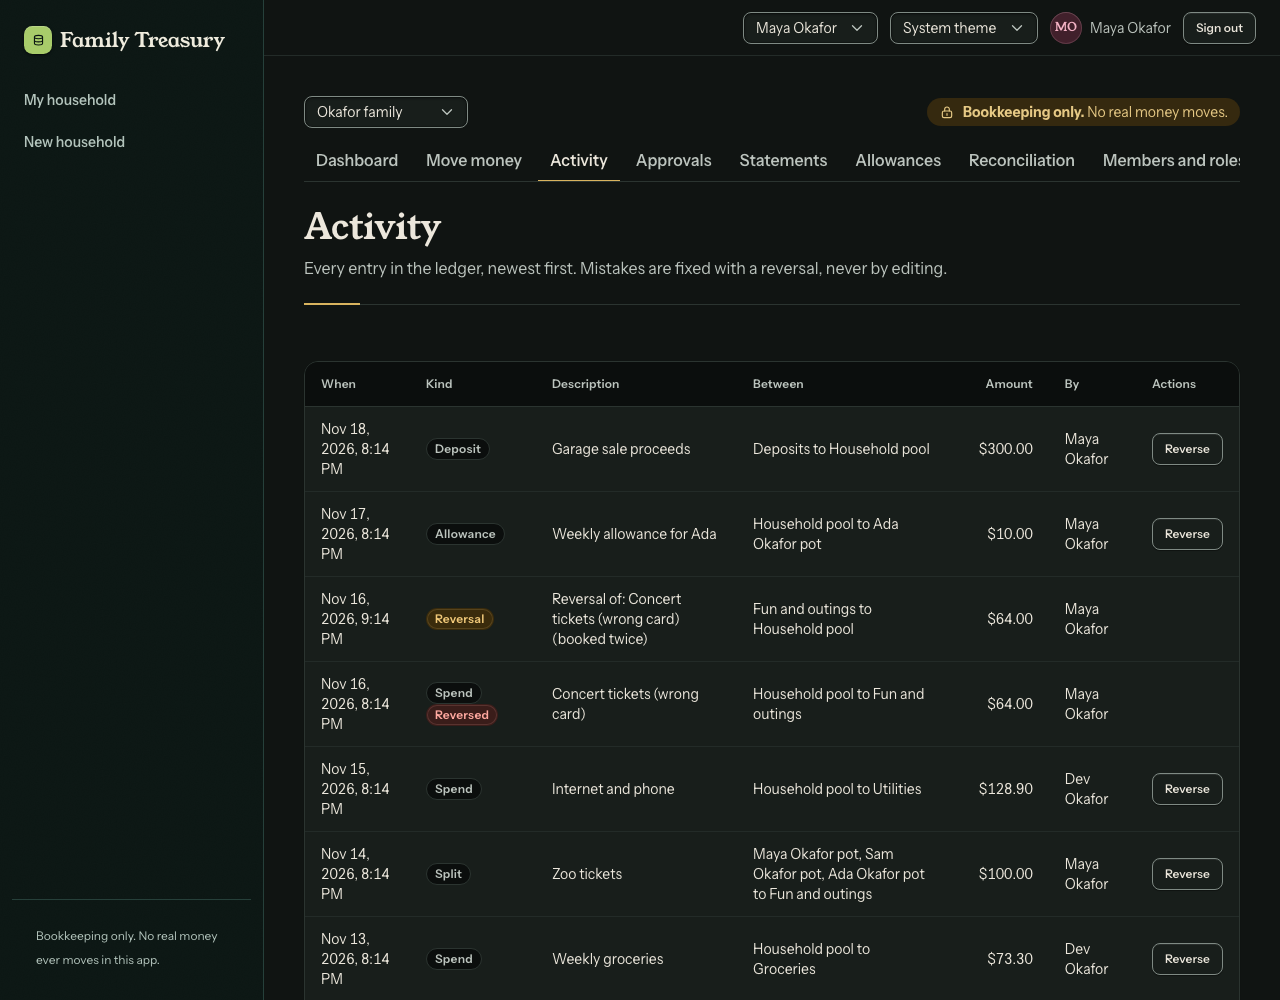 Family Treasury
My household
New household
Bookkeeping only. No real money
ever moves in this app.
Maya Okafor
System theme
MO
Maya Okafor
Sign out
Okafor family
Bookkeeping only. No real money moves.
Dashboard
Move money
Activity
Approvals
Statements
Allowances
Reconciliation
Members and roles
Activity
Every entry in the ledger, newest first. Mistakes are fixed with a reversal, never by editing.
When
Kind
Description
Between
Amount
By
Actions
Nov 18,
2026, 8:14
PM
Deposit
Garage sale proceeds
Deposits to Household pool
$300.00
Maya
Okafor
Reverse
Nov 17,
2026, 8:14
PM
Allowance
Weekly allowance for Ada
Household pool to Ada
Okafor pot
$10.00
Maya
Okafor
Reverse
Nov 16,
2026, 9:14
PM
Reversal
Reversal of: Concert
tickets (wrong card)
(booked twice)
Fun and outings to
Household pool
$64.00
Maya
Okafor
Nov 16,
2026, 8:14
PM
Spend
Reversed
Concert tickets (wrong
card)
Household pool to Fun and
outings
$64.00
Maya
Okafor
Nov 15,
2026, 8:14
PM
Spend
Internet and phone
Household pool to Utilities
$128.90
Dev
Okafor
Reverse
Nov 14,
2026, 8:14
PM
Split
Zoo tickets
Maya Okafor pot, Sam
Okafor pot, Ada Okafor pot
to Fun and outings
$100.00
Maya
Okafor
Reverse
Nov 13,
2026, 8:14
PM
Spend
Weekly groceries
Household pool to
Groceries
$73.30
Dev
Okafor
Reverse